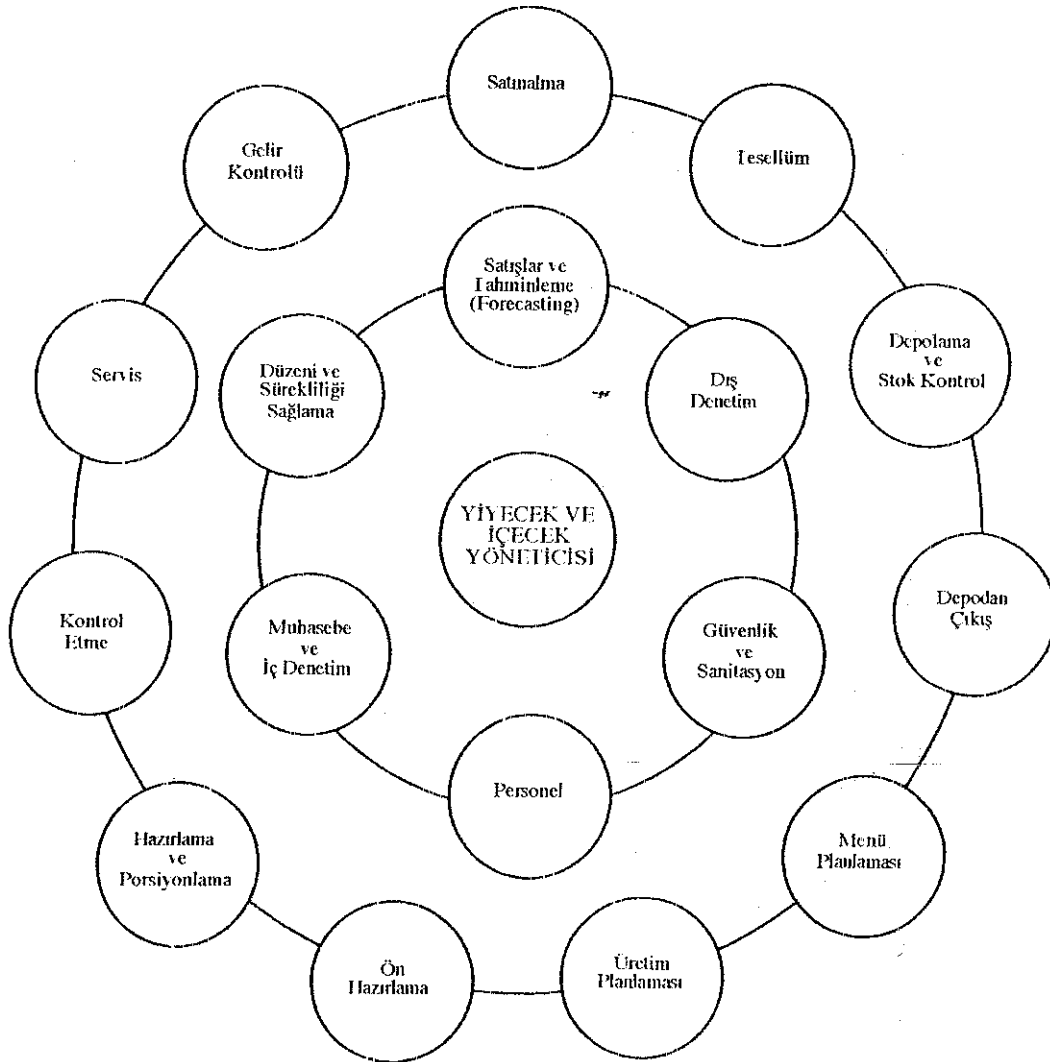 Satınalma
Gelir
Kontrolü
Tesellüm
Satışlar ve
Tahminleme
(Forecasting)
Depolama
ve
Stok Kontrol
Servis
Düzeni ve
Sürekliliği
Sağlama
Dış
Denetim
YİYECEK VE
İÇECEK
YÖNETİCİSİ
Depodan
Çıkış
Kontrol
Etme
Muhasebe
ve
İç Denetim
Güvenlik
ve
Sanitasyon
Personel
Menü
Planlaması
Hazırlama
ve
Porsiyonlama
Ön
Hazırlama
Üretim
Planlaması